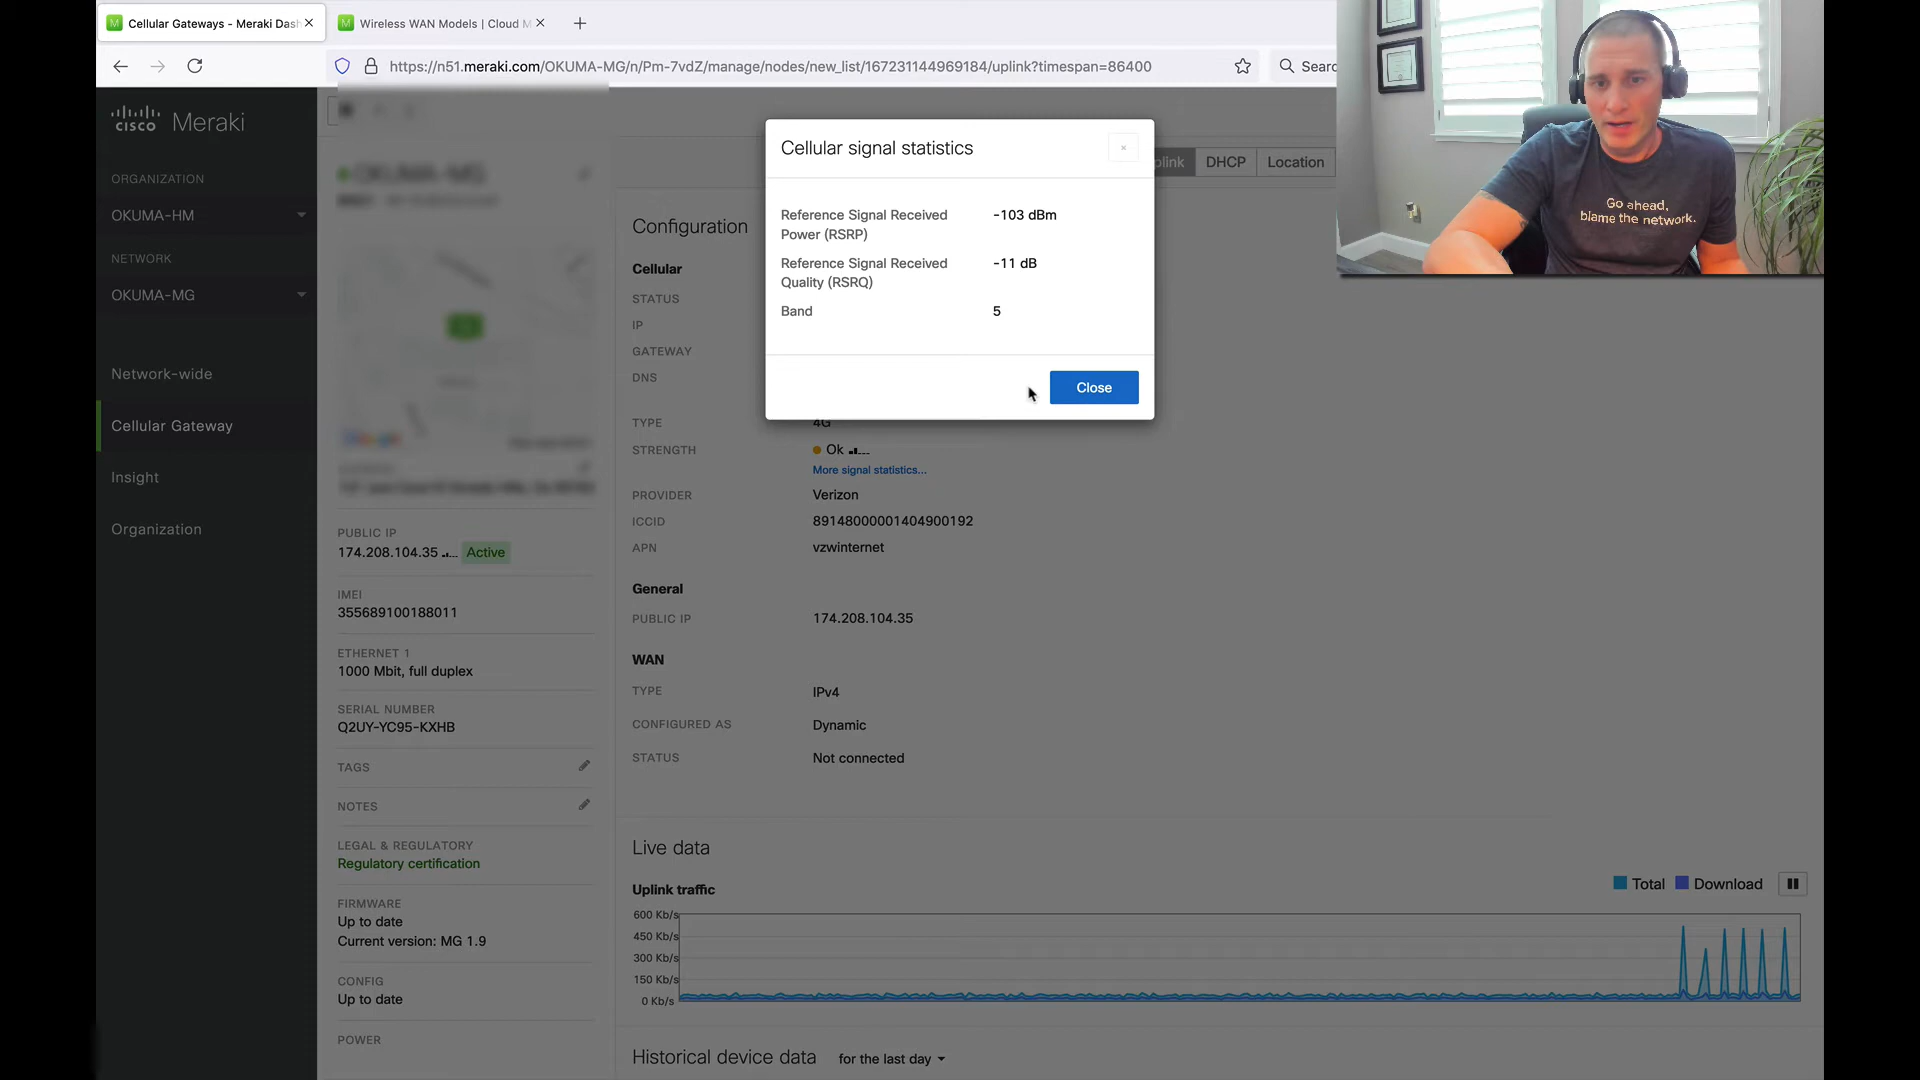 Cellular Gateways - Meraki Dash
Wireless WAN Models | Cloud M
https://n51.meraki.com/OKUMA-MG/n/Pm-7vdZ/manage/nodes/new_list/167231144969184/uplink?timespan=86400
Searc
cisco Meraki
ORGANIZATION
OKUMA-HM
NETWORK
OKUMA-MG
Network-wide
Cellular Gateway
Insight
Organization
OKUMA-MG
Google
PUBLIC IP
174.208.104.35 Active
IMEI
355689100188011
ETHERNET 1
1000 Mbit, full duplex
SERIAL NUMBER
Q2UY-YC95-KXHB
TAGS
NOTES
LEGAL & REGULATORY
Regulatory certification
FIRMWARE
Up to date
Current version: MG 1.9
CONFIG
Up to date
POWER
plink DHCP Location
Cellular signal statistics
Reference Signal Received Power (RSRP) -103 dBm
Reference Signal Received Quality (RSRQ) -11 dB
Band 5
Close
Configuration
Cellular
STATUS
IP
GATEWAY
DNS
TYPE 4G
STRENGTH Ok
More signal statistics...
PROVIDER Verizon
ICCID 89148000001404900192
APN vzwinternet
General
PUBLIC IP 174.208.104.35
WAN
TYPE IPv4
CONFIGURED AS Dynamic
STATUS Not connected
Live data
Uplink traffic
Total Download
600 Kb/s
450 Kb/s
300 Kb/s
150 Kb/s
0 Kb/s
Historical device data for the last day
Go ahead,
blame the network.